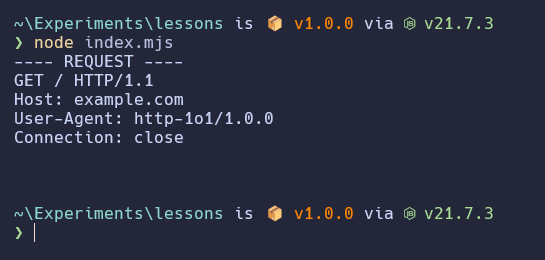 ~\Experiments\lessons is 📦 v1.0.0 via v21.7.3
❯ node index.mjs
---- REQUEST ----
GET / HTTP/1.1
Host: example.com
User-Agent: http-1o1/1.0.0
Connection: close
~\Experiments\lessons is 📦 v1.0.0 via v21.7.3
❯